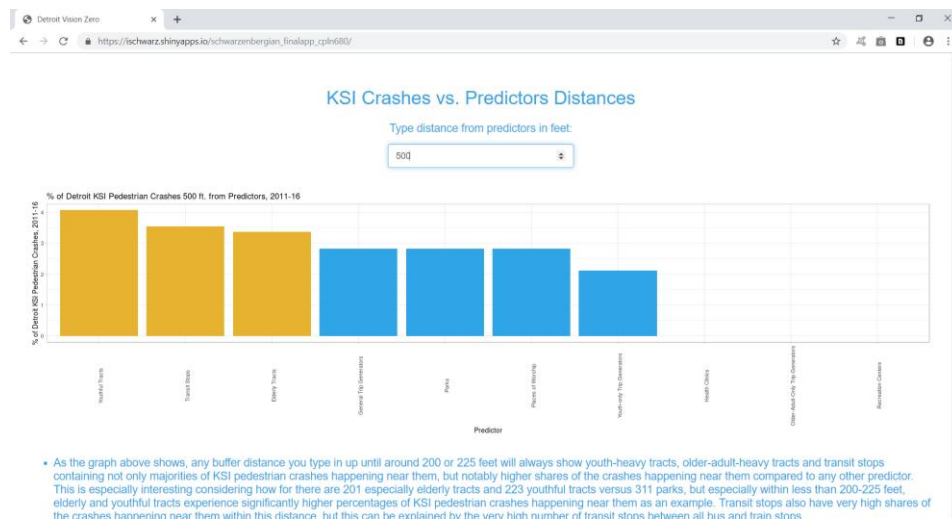 Detroit Vision Zero
https://ischwarz.shinyapps.io/schwarzenbergian_finalapp_cpln680/
KSI Crashes vs. Predictors Distances
Type distance from predictors in feet:
500
% of Detroit KSI Pedestrian Crashes 500 ft. from Predictors, 2011-16
% of Detroit KSI Pedestrian Crashes, 2011-16
4
3
2
1
0
Youthful Tracts
Transit Stops
Elderly Tracts
General Trip Generators
Parks
Places of Worship
Youth-only Trip Generators
Health Clinics
Older-Adult-Only Trip Generators
Recreation Centers
Predictor
• As the graph above shows, any buffer distance you type in up until around 200 or 225 feet will always show youth-heavy tracts, older-adult-heavy tracts and transit stops
containing not only majorities of KSI pedestrian crashes happening near them, but notably higher shares of the crashes happening near them compared to any other predictor.
This is especially interesting considering how for there are 201 especially elderly tracts and 223 youthful tracts versus 311 parks, but especially within less than 200-225 feet,
elderly and youthful tracts experience significantly higher percentages of KSI pedestrian crashes happening near them as an example. Transit stops also have very high shares of
the crashes happening near them within this distance, but this can be explained by the very high number of transit stops between all bus and train stops.